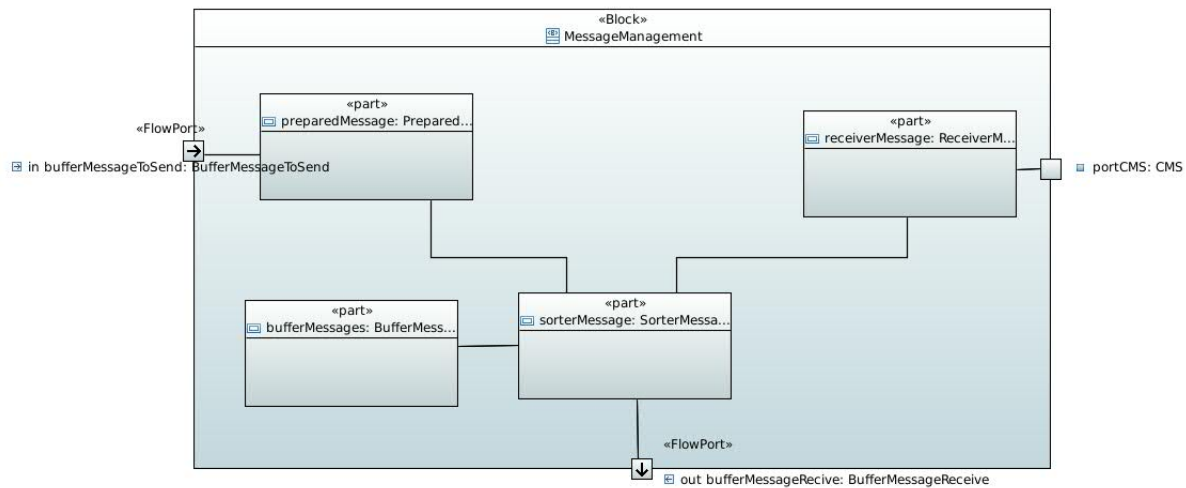 «Block»
MessageManagement
«part»
preparedMessage: Prepared...
«FlowPort»
in bufferMessageToSend: BufferMessageToSend
«part»
receiverMessage: ReceiverM...
portCMS: CMS
«part»
bufferMessages: BufferMess...
«part»
sorterMessage: SorterMessa...
«FlowPort»
out bufferMessageRecive: BufferMessageReceive